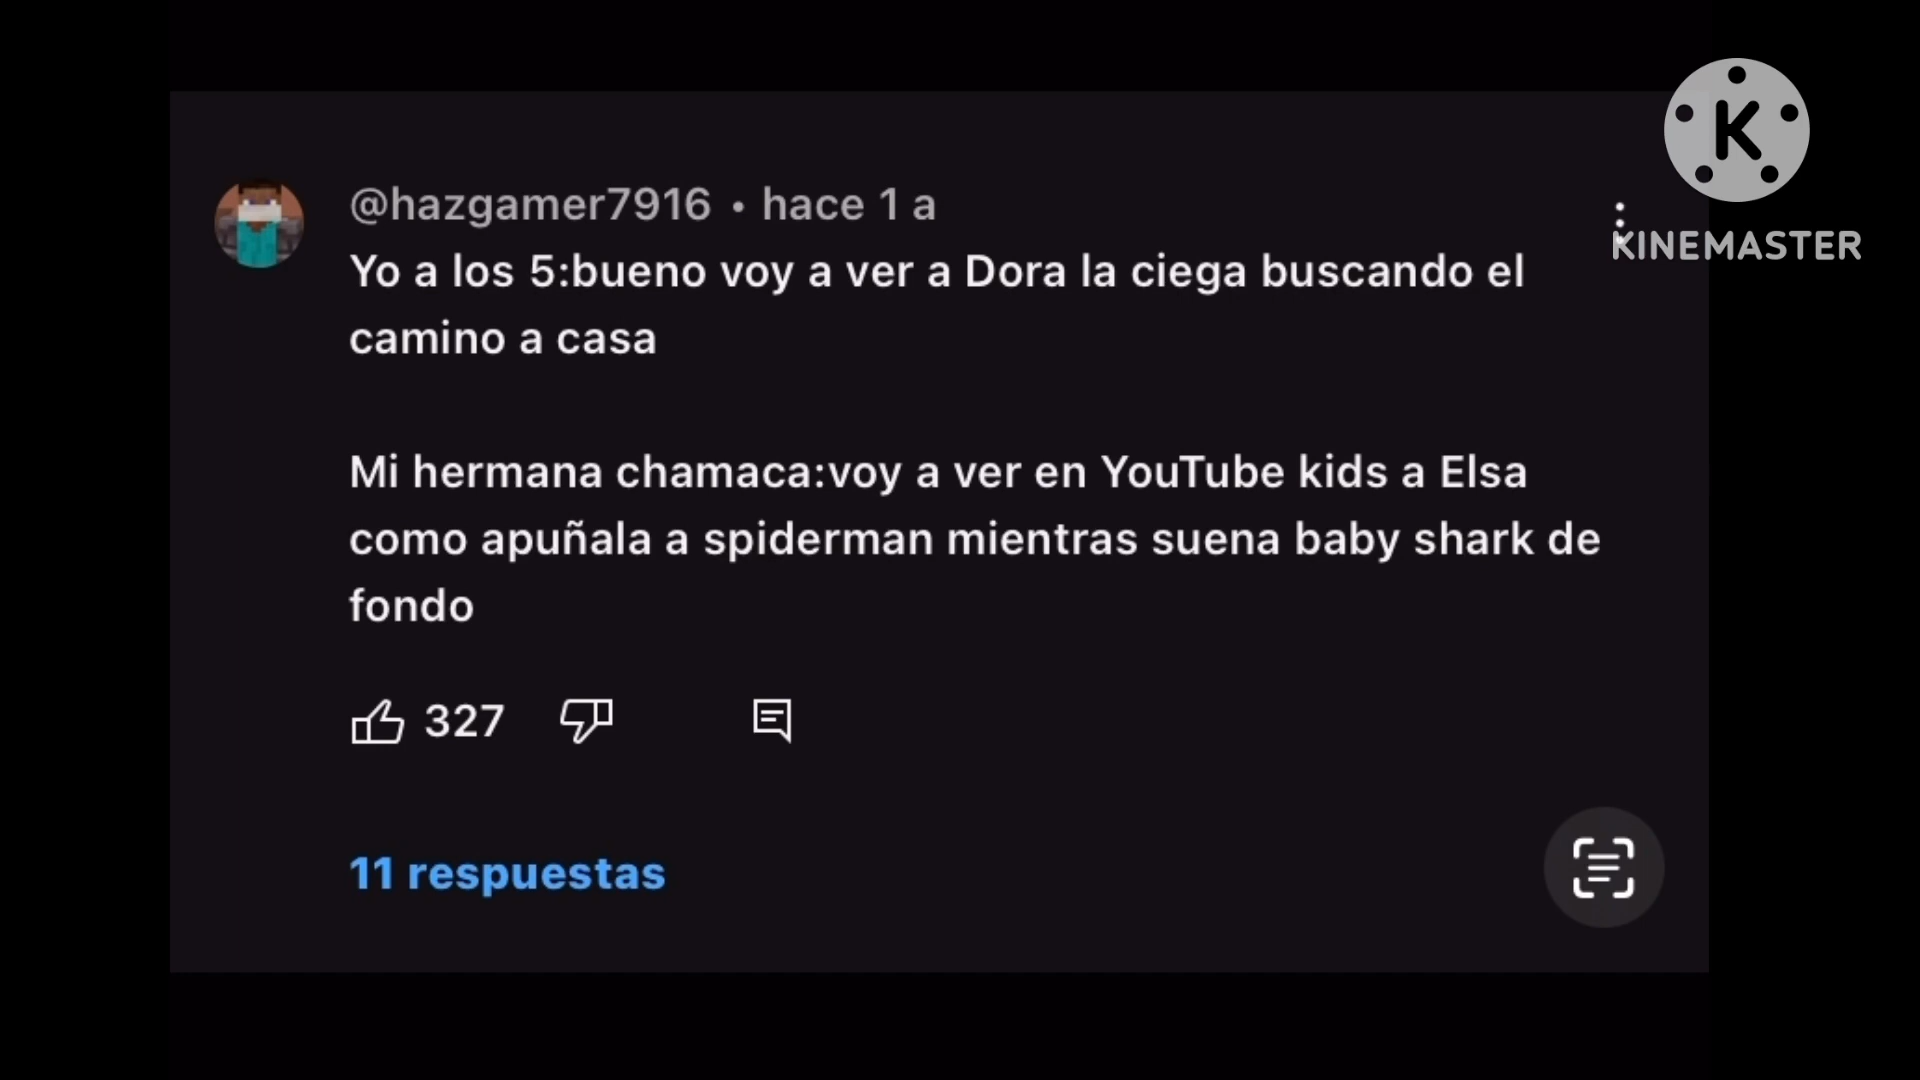 @hazgamer7916 • hace 1 a
Yo a los 5:bueno voy a ver a Dora la ciega buscando el
camino a casa
Mi hermana chamaca:voy a ver en YouTube kids a Elsa
como apuñala a spiderman mientras suena baby shark de
fondo
327
11 respuestas
K
KINEMASTER